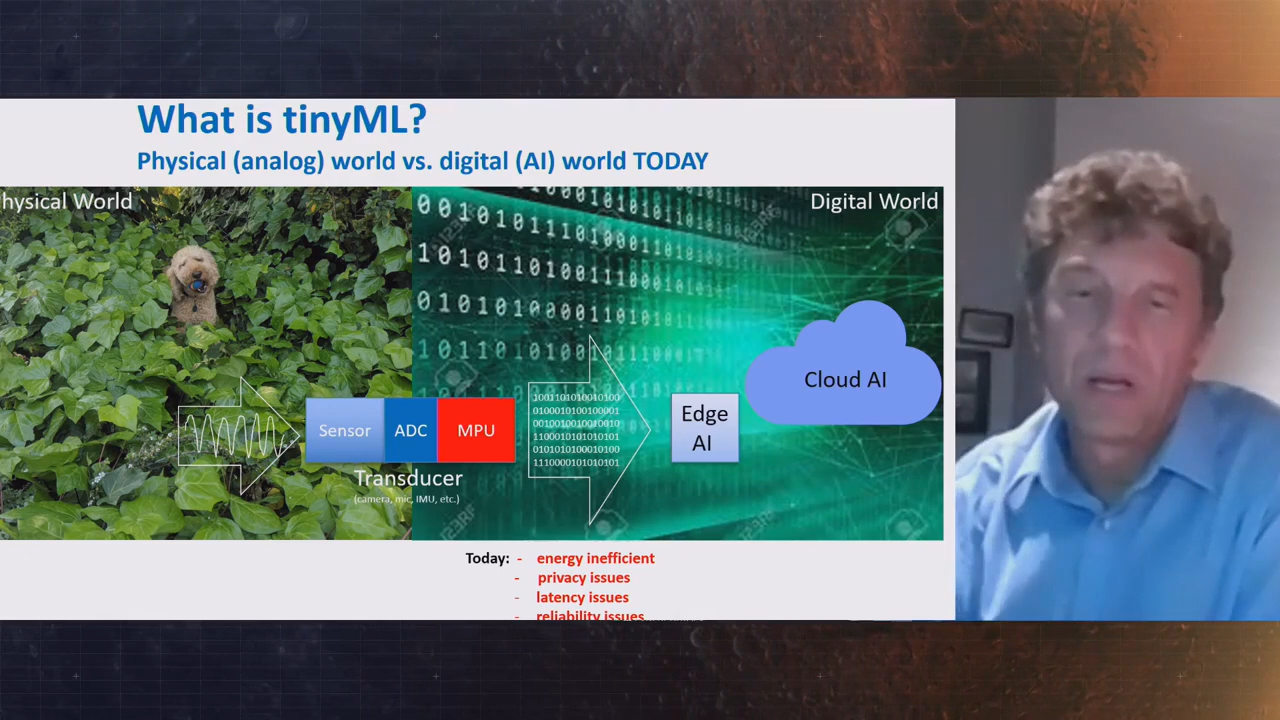 What is tinyML?
Physical (analog) world vs. digital (AI) world TODAY
hysical World
Digital World
Cloud AI
Sensor
ADC
MPU
Edge
AI
Transducer
(camera, mic, IMU, etc.)
Today: - energy inefficient
- privacy issues
- latency issues
- reliability issues